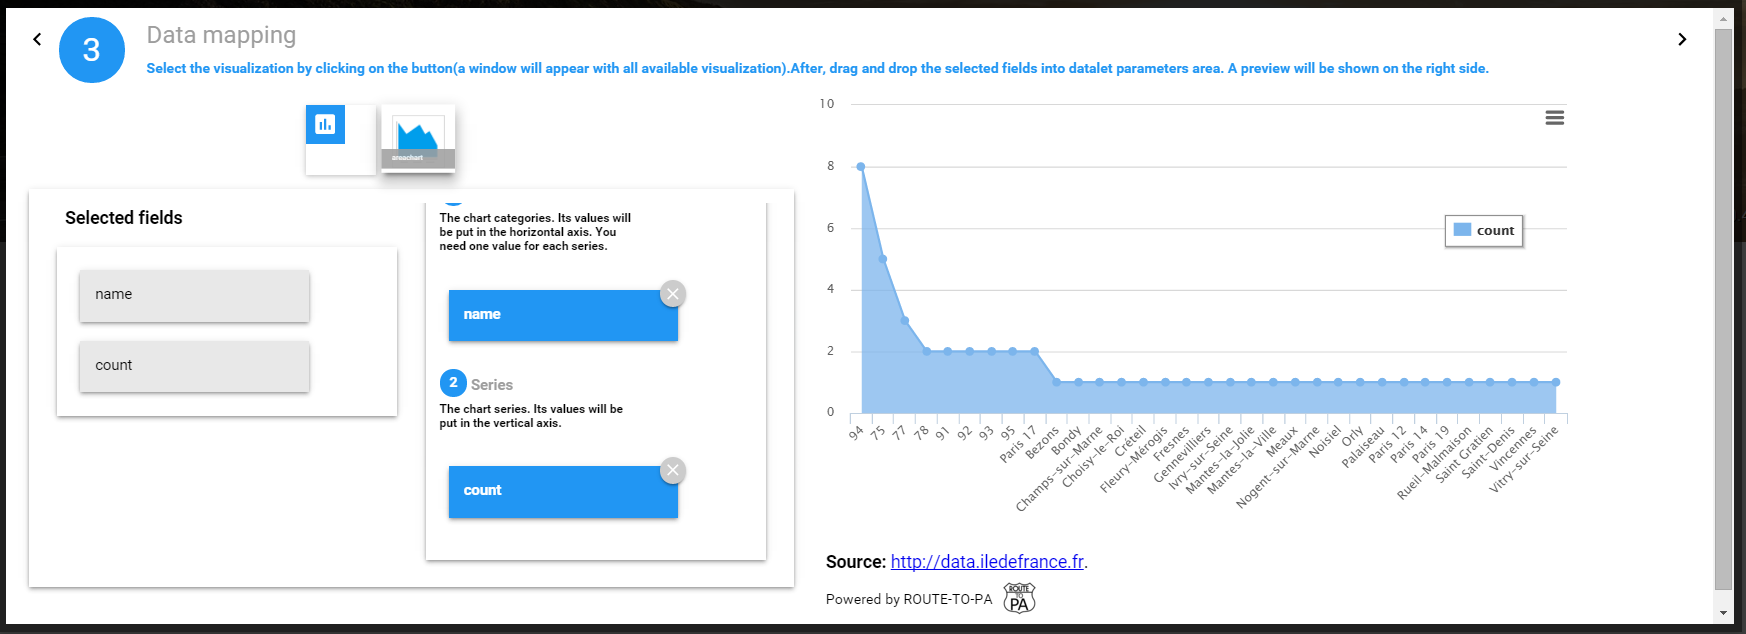 3
Data mapping
Select the visualization by clicking on the button(a window will appear with all available visualization).After, drag and drop the selected fields into datalet parameters area. A preview will be shown on the right side.
areachart
Selected fields
name
count
The chart categories. Its values will
be put in the horizontal axis. You
need one value for each series.
name
2 Series
The chart series. Its values will be
put in the vertical axis.
count
10
8
6
4
2
0
count
94
75
77
78
91
92
93
95
Paris 17
Bezons
Bondy
Champs-sur-Marne
Choisy-le-Roi
Créteil
Fleury-Mérogis
Fresnes
Gennevilliers
Ivry-sur-Seine
Mantes-la-Jolie
Mantes-la-Ville
Meaux
Nogent-sur-Marne
Noisiel
Orly
Palaiseau
Paris 12
Paris 14
Paris 19
Rueil-Malmaison
Saint Gratien
Saint-Denis
Vincennes
Vitry-sur-Seine
Source: http://data.iledefrance.fr.
Powered by ROUTE-TO-PA
ROUTE
TO
PA